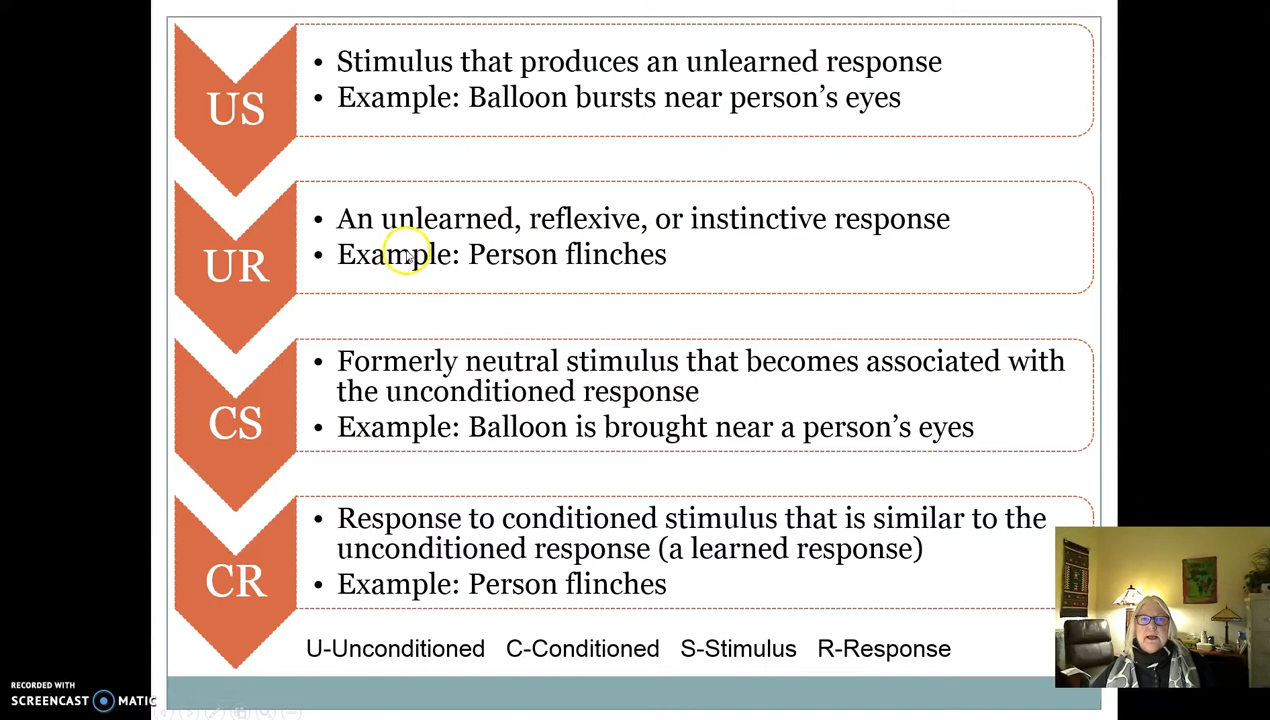 US
• Stimulus that produces an unlearned response
• Example: Balloon bursts near person’s eyes
UR
• An unlearned, reflexive, or instinctive response
• Example: Person flinches
CS
• Formerly neutral stimulus that becomes associated with
the unconditioned response
• Example: Balloon is brought near a person’s eyes
CR
• Response to conditioned stimulus that is similar to the
unconditioned response (a learned response)
• Example: Person flinches
U-Unconditioned C-Conditioned S-Stimulus R-Response
RECORDED WITH
SCREENCAST MATIC